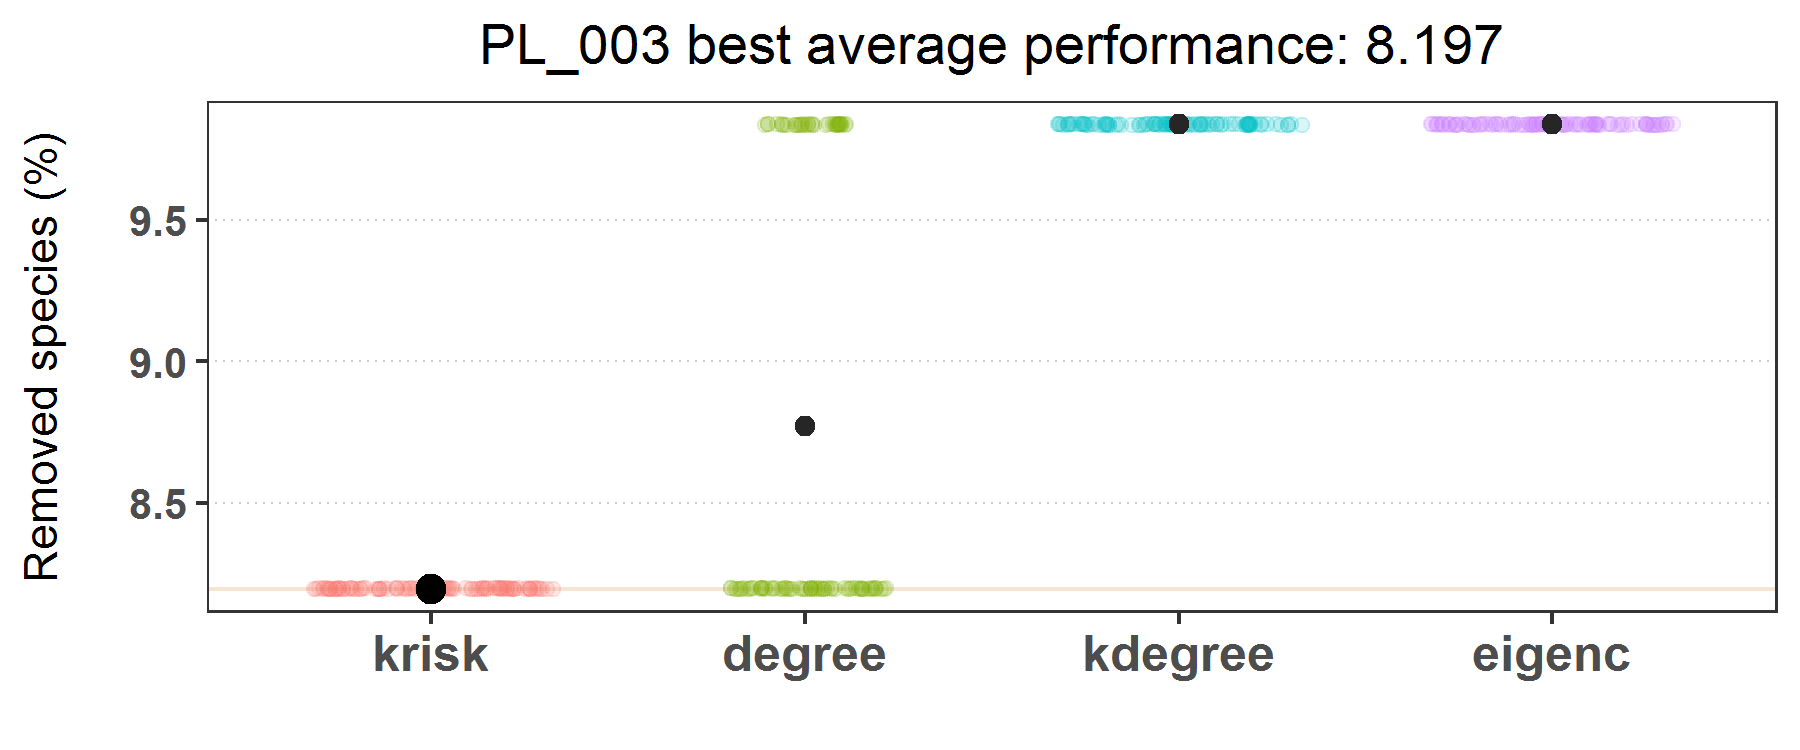 PL_003 best average performance: 8.197
Removed species (%)
9.5
9.0
8.5
krisk degree kdegree eigenc